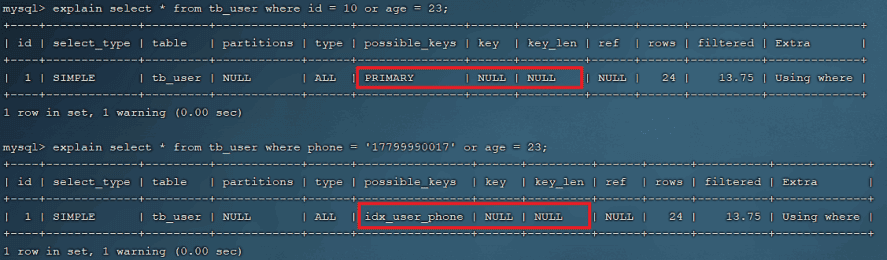 mysql> explain select * from tb_user where id = 10 or age = 23;
+----+-------------+---------+------------+------+---------------+------+---------+------+------+----------+-------------+
| id | select_type | table | partitions | type | possible_keys | key | key_len | ref | rows | filtered | Extra |
+----+-------------+---------+------------+------+---------------+------+---------+------+------+----------+-------------+
| 1 | SIMPLE | tb_user | NULL | ALL | PRIMARY | NULL | NULL | NULL | 24 | 13.75 | Using where |
+----+-------------+---------+------------+------+---------------+------+---------+------+------+----------+-------------+
1 row in set, 1 warning (0.00 sec)
mysql> explain select * from tb_user where phone = '17799990017' or age = 23;
+----+-------------+---------+------------+------+----------------+------+---------+------+------+----------+-------------+
| id | select_type | table | partitions | type | possible_keys | key | key_len | ref | rows | filtered | Extra |
+----+-------------+---------+------------+------+----------------+------+---------+------+------+----------+-------------+
| 1 | SIMPLE | tb_user | NULL | ALL | idx_user_phone | NULL | NULL | NULL | 24 | 13.75 | Using where |
+----+-------------+---------+------------+------+----------------+------+---------+------+------+----------+-------------+
1 row in set, 1 warning (0.00 sec)